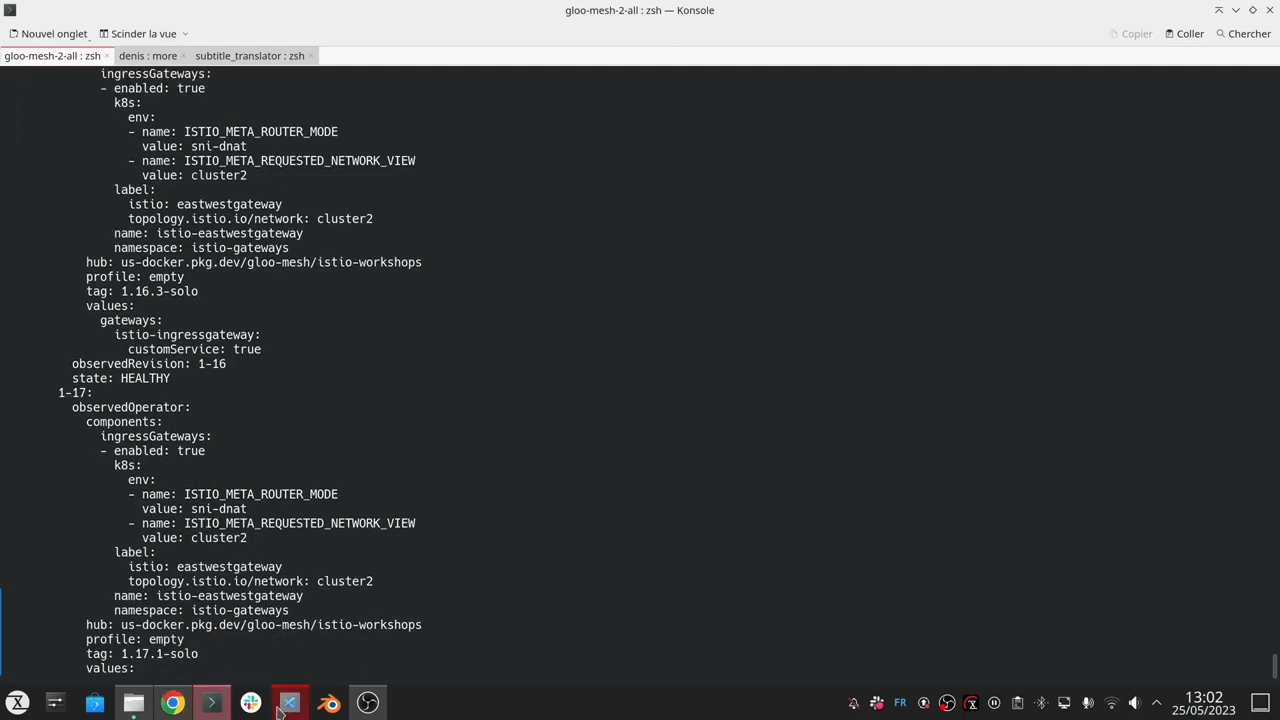 gloo-mesh-2-all : zsh — Konsole
Nouvel onglet
Scinder la vue
Copier
Coller
Chercher
gloo-mesh-2-all : zsh
denis : more
subtitle_translator : zsh
ingressGateways:
- enabled: true
k8s:
env:
- name: ISTIO_META_ROUTER_MODE
value: sni-dnat
- name: ISTIO_META_REQUESTED_NETWORK_VIEW
value: cluster2
label:
istio: eastwestgateway
topology.istio.io/network: cluster2
name: istio-eastwestgateway
namespace: istio-gateways
hub: us-docker.pkg.dev/gloo-mesh/istio-workshops
profile: empty
tag: 1.16.3-solo
values:
gateways:
istio-ingressgateway:
customService: true
observedRevision: 1-16
state: HEALTHY
1-17:
observedOperator:
components:
ingressGateways:
- enabled: true
k8s:
env:
- name: ISTIO_META_ROUTER_MODE
value: sni-dnat
- name: ISTIO_META_REQUESTED_NETWORK_VIEW
value: cluster2
label:
istio: eastwestgateway
topology.istio.io/network: cluster2
name: istio-eastwestgateway
namespace: istio-gateways
hub: us-docker.pkg.dev/gloo-mesh/istio-workshops
profile: empty
tag: 1.17.1-solo
values:
FR
13:02
25/05/2023